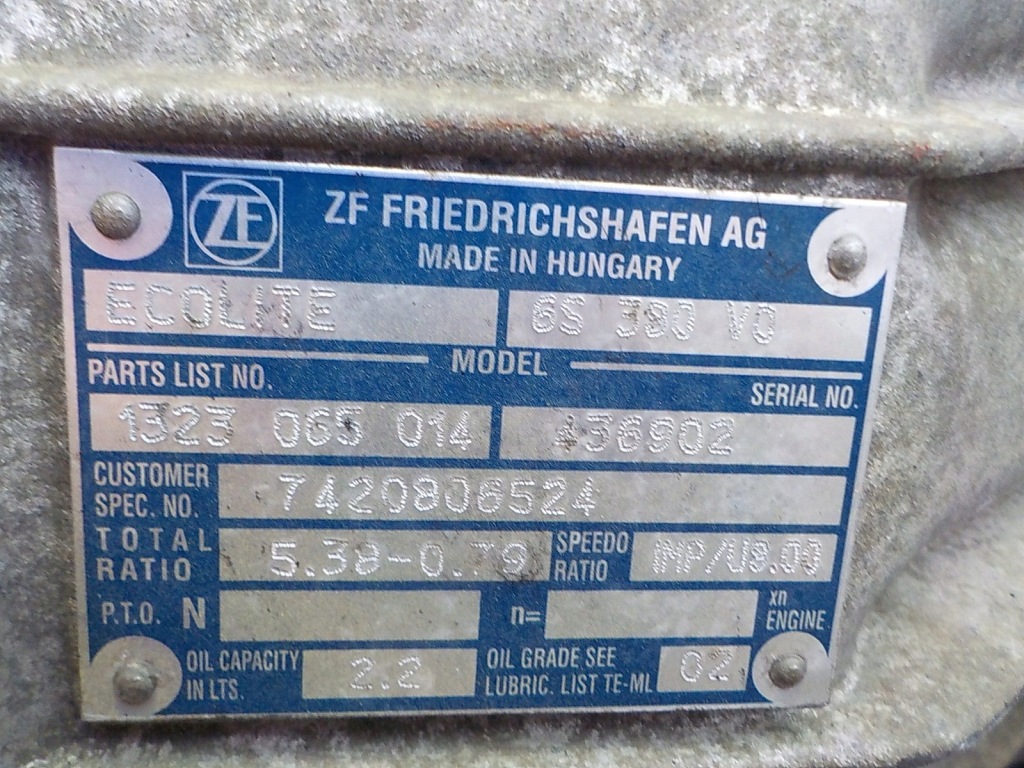 ZF ZF FRIEDRICHSHAFEN AG
MADE IN HUNGARY
ECOLITE 6S 380 VO
MODEL
PARTS LIST NO. SERIAL NO.
1323 065 014 436902
CUSTOMER SPEC. NO. 7420806524
TOTAL RATIO 5.38-0.79 SPEEDO RATIO IMP/U8.00
P.T.O. N n= xn ENGINE
OIL CAPACITY IN LTS. 2.2 OIL GRADE SEE LUBRIC. LIST TE-ML 02